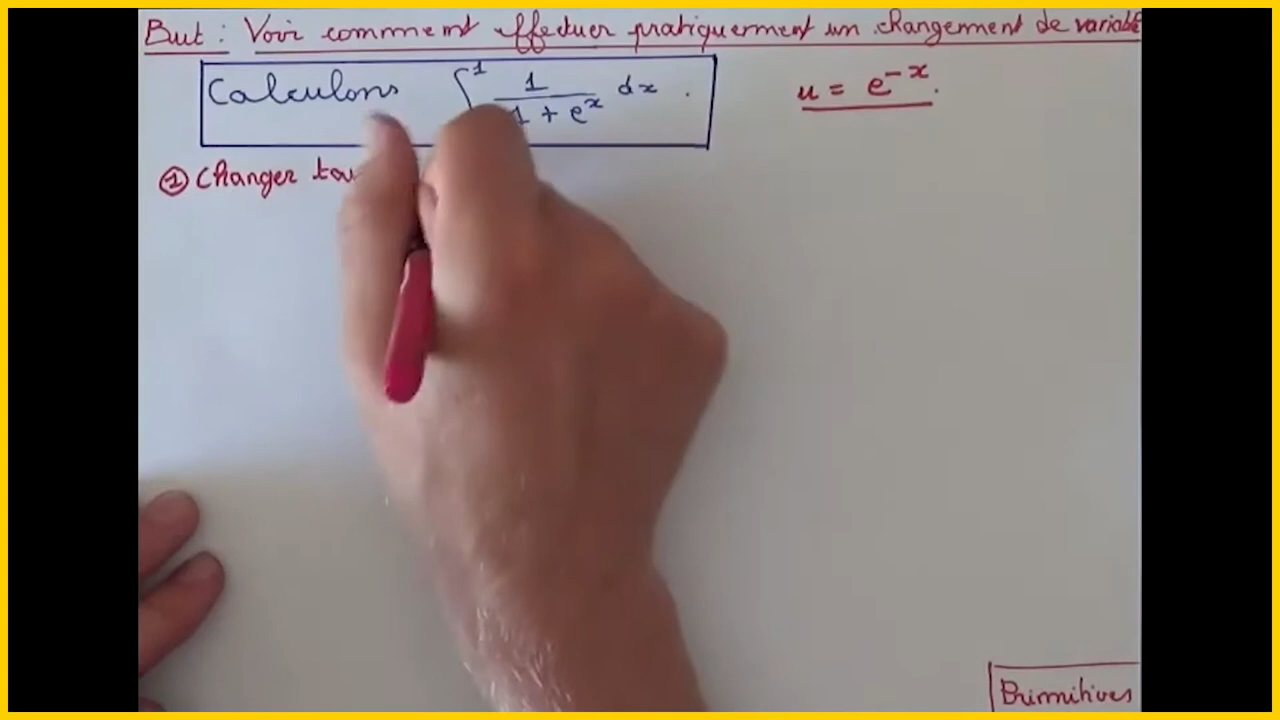 But : Voir comment effectuer pratiquement un changement de variable
Calculons ∫¹ 1/(1 + eˣ) dx .
u = e⁻ˣ.
① Changer
Primitives